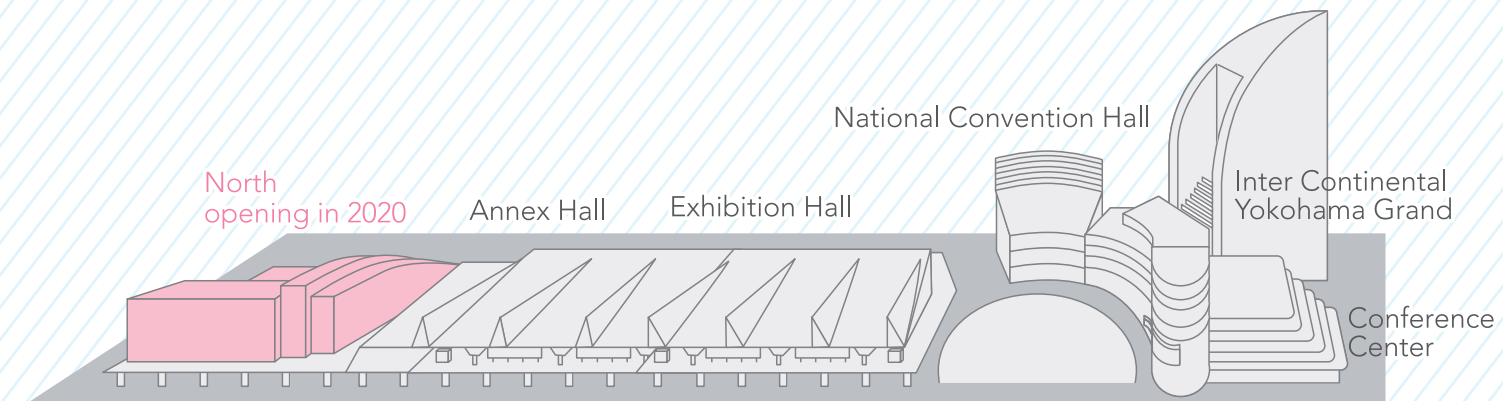 North
opening in 2020
Annex Hall
Exhibition Hall
National Convention Hall
Inter Continental
Yokohama Grand
Conference
Center